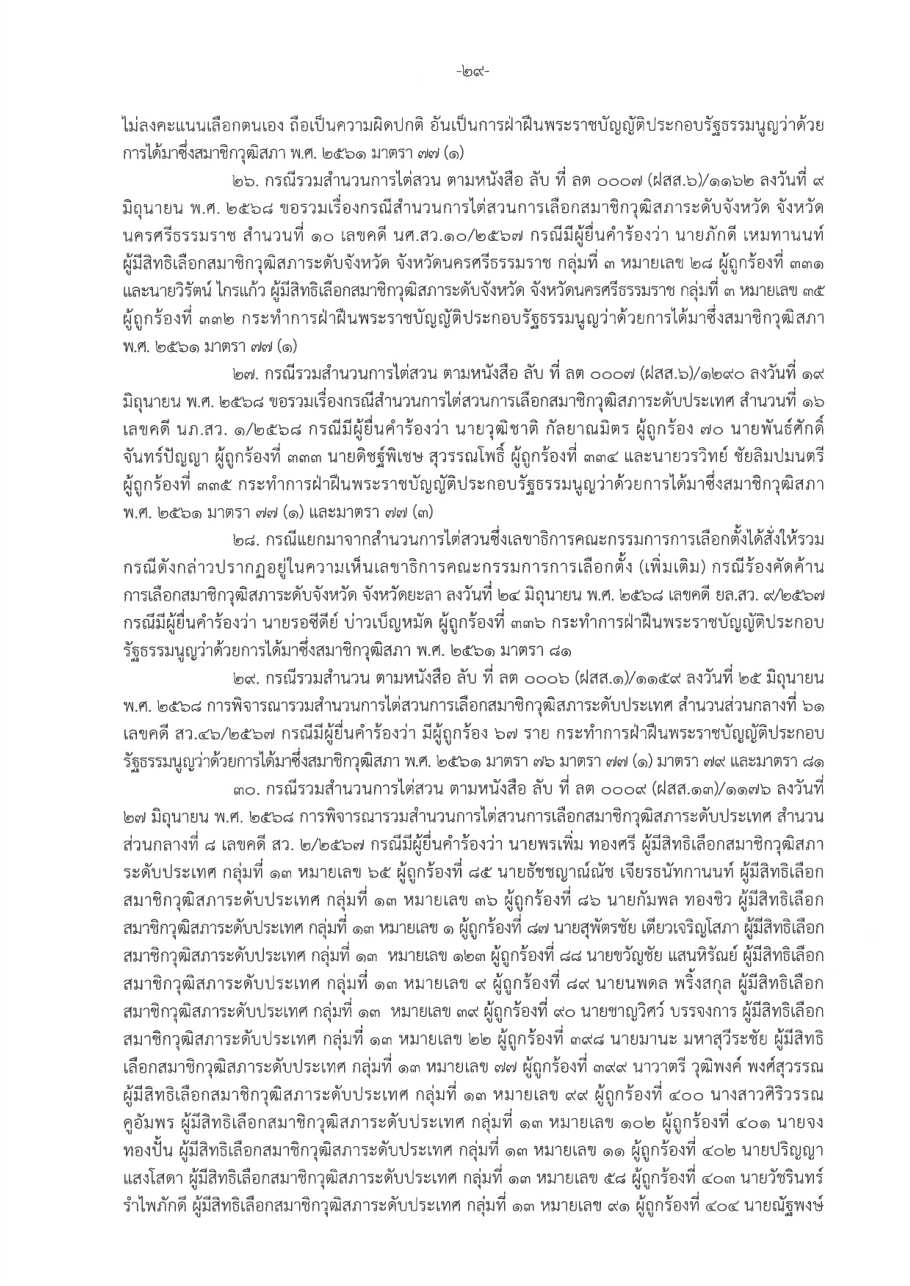 -๒๙-
ไม่ลงคะแนนเลือกตนเอง ถือเป็นความผิดปกติ อันเป็นการฝ่าฝืนพระราชบัญญัติประกอบรัฐธรรมนูญว่าด้วย
การได้มาซึ่งสมาชิกวุฒิสภา พ.ศ. ๒๕๖๑ มาตรา ๗๗ (๑)
๒๖. กรณีรวมสำนวนการไต่สวน ตามหนังสือ ลับ ที่ ลต ๐๐๐๗ (ฝสส.๖)/๑๑๖๒ ลงวันที่ ๙
มิถุนายน พ.ศ. ๒๕๖๘ ขอรวมเรื่องกรณีสำนวนการไต่สวนการเลือกสมาชิกวุฒิสภาระดับจังหวัด จังหวัด
นครศรีธรรมราช สำนวนที่ ๑๐ เลขคดี นศ.สว.๑๐/๒๕๖๗ กรณีมีผู้ยื่นคำร้องว่า นายภักดี เหมทานนท์
ผู้มีสิทธิเลือกสมาชิกวุฒิสภาระดับจังหวัด จังหวัดนครศรีธรรมราช กลุ่มที่ ๓ หมายเลข ๒๘ ผู้ถูกร้องที่ ๓๓๑
และนายวิรัตน์ ไกรแก้ว ผู้มีสิทธิเลือกสมาชิกวุฒิสภาระดับจังหวัด จังหวัดนครศรีธรรมราช กลุ่มที่ ๓ หมายเลข ๓๕
ผู้ถูกร้องที่ ๓๓๒ กระทำการฝ่าฝืนพระราชบัญญัติประกอบรัฐธรรมนูญว่าด้วยการได้มาซึ่งสมาชิกวุฒิสภา
พ.ศ. ๒๕๖๑ มาตรา ๗๗ (๑)
๒๗. กรณีรวมสำนวนการไต่สวน ตามหนังสือ ลับ ที่ ลต ๐๐๐๗ (ฝสส.๖)/๑๒๙๐ ลงวันที่ ๑๙
มิถุนายน พ.ศ. ๒๕๖๘ ขอรวมเรื่องกรณีสำนวนการไต่สวนการเลือกสมาชิกวุฒิสภาระดับประเทศ สำนวนที่ ๑๖
เลขคดี นภ.สว. ๑/๒๕๖๘ กรณีมีผู้ยื่นคำร้องว่า นายวุฒิชาติ กัลยาณมิตร ผู้ถูกร้อง ๗๐ นายพันธ์ศักดิ์
จันทร์ปัญญา ผู้ถูกร้องที่ ๓๓๓ นายดิชฐ์พิเชษ สุวรรณโพธิ์ ผู้ถูกร้องที่ ๓๓๔ และนายวรวิทย์ ชัยลิมปมนตรี
ผู้ถูกร้องที่ ๓๓๕ กระทำการฝ่าฝืนพระราชบัญญัติประกอบรัฐธรรมนูญว่าด้วยการได้มาซึ่งสมาชิกวุฒิสภา
พ.ศ. ๒๕๖๑ มาตรา ๗๗ (๑) และมาตรา ๗๗ (๓)
๒๘. กรณีแยกมาจากสำนวนการไต่สวนซึ่งเลขาธิการคณะกรรมการการเลือกตั้งได้สั่งให้รวม
กรณีดังกล่าวปรากฏอยู่ในความเห็นเลขาธิการคณะกรรมการการเลือกตั้ง (เพิ่มเติม) กรณีร้องคัดค้าน
การเลือกสมาชิกวุฒิสภาระดับจังหวัด จังหวัดยะลา ลงวันที่ ๒๔ มิถุนายน พ.ศ. ๒๕๖๘ เลขคดี ยล.สว. ๙/๒๕๖๗
กรณีมีผู้ยื่นคำร้องว่า นายรอซีดีย์ บ่าวเบ็ญหมัด ผู้ถูกร้องที่ ๓๓๖ กระทำการฝ่าฝืนพระราชบัญญัติประกอบ
รัฐธรรมนูญว่าด้วยการได้มาซึ่งสมาชิกวุฒิสภา พ.ศ. ๒๕๖๑ มาตรา ๘๑
๒๙. กรณีรวมสำนวน ตามหนังสือ ลับ ที่ ลต ๐๐๐๖ (ฝสส.๑)/๑๑๕๙ ลงวันที่ ๒๕ มิถุนายน
พ.ศ. ๒๕๖๘ การพิจารณารวมสำนวนการไต่สวนการเลือกสมาชิกวุฒิสภาระดับประเทศ สำนวนส่วนกลางที่ ๖๑
เลขคดี สว.๔๖/๒๕๖๗ กรณีมีผู้ยื่นคำร้องว่า มีผู้ถูกร้อง ๖๗ ราย กระทำการฝ่าฝืนพระราชบัญญัติประกอบ
รัฐธรรมนูญว่าด้วยการได้มาซึ่งสมาชิกวุฒิสภา พ.ศ. ๒๕๖๑ มาตรา ๗๖ มาตรา ๗๗ (๑) มาตรา ๗๙ และมาตรา ๘๑
๓๐. กรณีรวมสำนวนการไต่สวน ตามหนังสือ ลับ ที่ ลต ๐๐๐๙ (ฝสส.๑๓)/๑๑๗๖ ลงวันที่
๒๗ มิถุนายน พ.ศ. ๒๕๖๘ การพิจารณารวมสำนวนการไต่สวนการเลือกสมาชิกวุฒิสภาระดับประเทศ สำนวน
ส่วนกลางที่ ๘ เลขคดี สว. ๒/๒๕๖๗ กรณีมีผู้ยื่นคำร้องว่า นายพรเพิ่ม ทองศรี ผู้มีสิทธิเลือกสมาชิกวุฒิสภา
ระดับประเทศ กลุ่มที่ ๑๓ หมายเลข ๖๕ ผู้ถูกร้องที่ ๘๕ นายธัชชญาณ์ณัช เจียรธนัทกานนท์ ผู้มีสิทธิเลือก
สมาชิกวุฒิสภาระดับประเทศ กลุ่มที่ ๑๓ หมายเลข ๓๖ ผู้ถูกร้องที่ ๘๖ นายกัมพล ทองชิว ผู้มีสิทธิเลือก
สมาชิกวุฒิสภาระดับประเทศ กลุ่มที่ ๑๓ หมายเลข ๑ ผู้ถูกร้องที่ ๘๗ นายสุพัตรชัย เตียวเจริญโสภา ผู้มีสิทธิเลือก
สมาชิกวุฒิสภาระดับประเทศ กลุ่มที่ ๑๓ หมายเลข ๑๒๓ ผู้ถูกร้องที่ ๘๘ นายขวัญชัย แสนหิรัณย์ ผู้มีสิทธิเลือก
สมาชิกวุฒิสภาระดับประเทศ กลุ่มที่ ๑๓ หมายเลข ๙ ผู้ถูกร้องที่ ๘๙ นายนพดล พริ้งสกุล ผู้มีสิทธิเลือก
สมาชิกวุฒิสภาระดับประเทศ กลุ่มที่ ๑๓ หมายเลข ๓๙ ผู้ถูกร้องที่ ๙๐ นายชาญวิศว์ บรรจงการ ผู้มีสิทธิเลือก
สมาชิกวุฒิสภาระดับประเทศ กลุ่มที่ ๑๓ หมายเลข ๒๒ ผู้ถูกร้องที่ ๓๙๘ นายมานะ มหาสุวีระชัย ผู้มีสิทธิ
เลือกสมาชิกวุฒิสภาระดับประเทศ กลุ่มที่ ๑๓ หมายเลข ๗๗ ผู้ถูกร้องที่ ๓๙๙ นาวาตรี วุฒิพงศ์ พงศ์สุวรรณ
ผู้มีสิทธิเลือกสมาชิกวุฒิสภาระดับประเทศ กลุ่มที่ ๑๓ หมายเลข ๙๙ ผู้ถูกร้องที่ ๔๐๐ นางสาวศิริวรรณ
คูอัมพร ผู้มีสิทธิเลือกสมาชิกวุฒิสภาระดับประเทศ กลุ่มที่ ๑๓ หมายเลข ๑๐๒ ผู้ถูกร้องที่ ๔๐๑ นายจง
ทองปั้น ผู้มีสิทธิเลือกสมาชิกวุฒิสภาระดับประเทศ กลุ่มที่ ๑๓ หมายเลข ๑๑ ผู้ถูกร้องที่ ๔๐๒ นายปริญญา
แสงโสดา ผู้มีสิทธิเลือกสมาชิกวุฒิสภาระดับประเทศ กลุ่มที่ ๑๓ หมายเลข ๕๘ ผู้ถูกร้องที่ ๔๐๓ นายวัชรินทร์
รำไพภักดี ผู้มีสิทธิเลือกสมาชิกวุฒิสภาระดับประเทศ กลุ่มที่ ๑๓ หมายเลข ๙๑ ผู้ถูกร้องที่ ๔๐๔ นายณัฐพงษ์